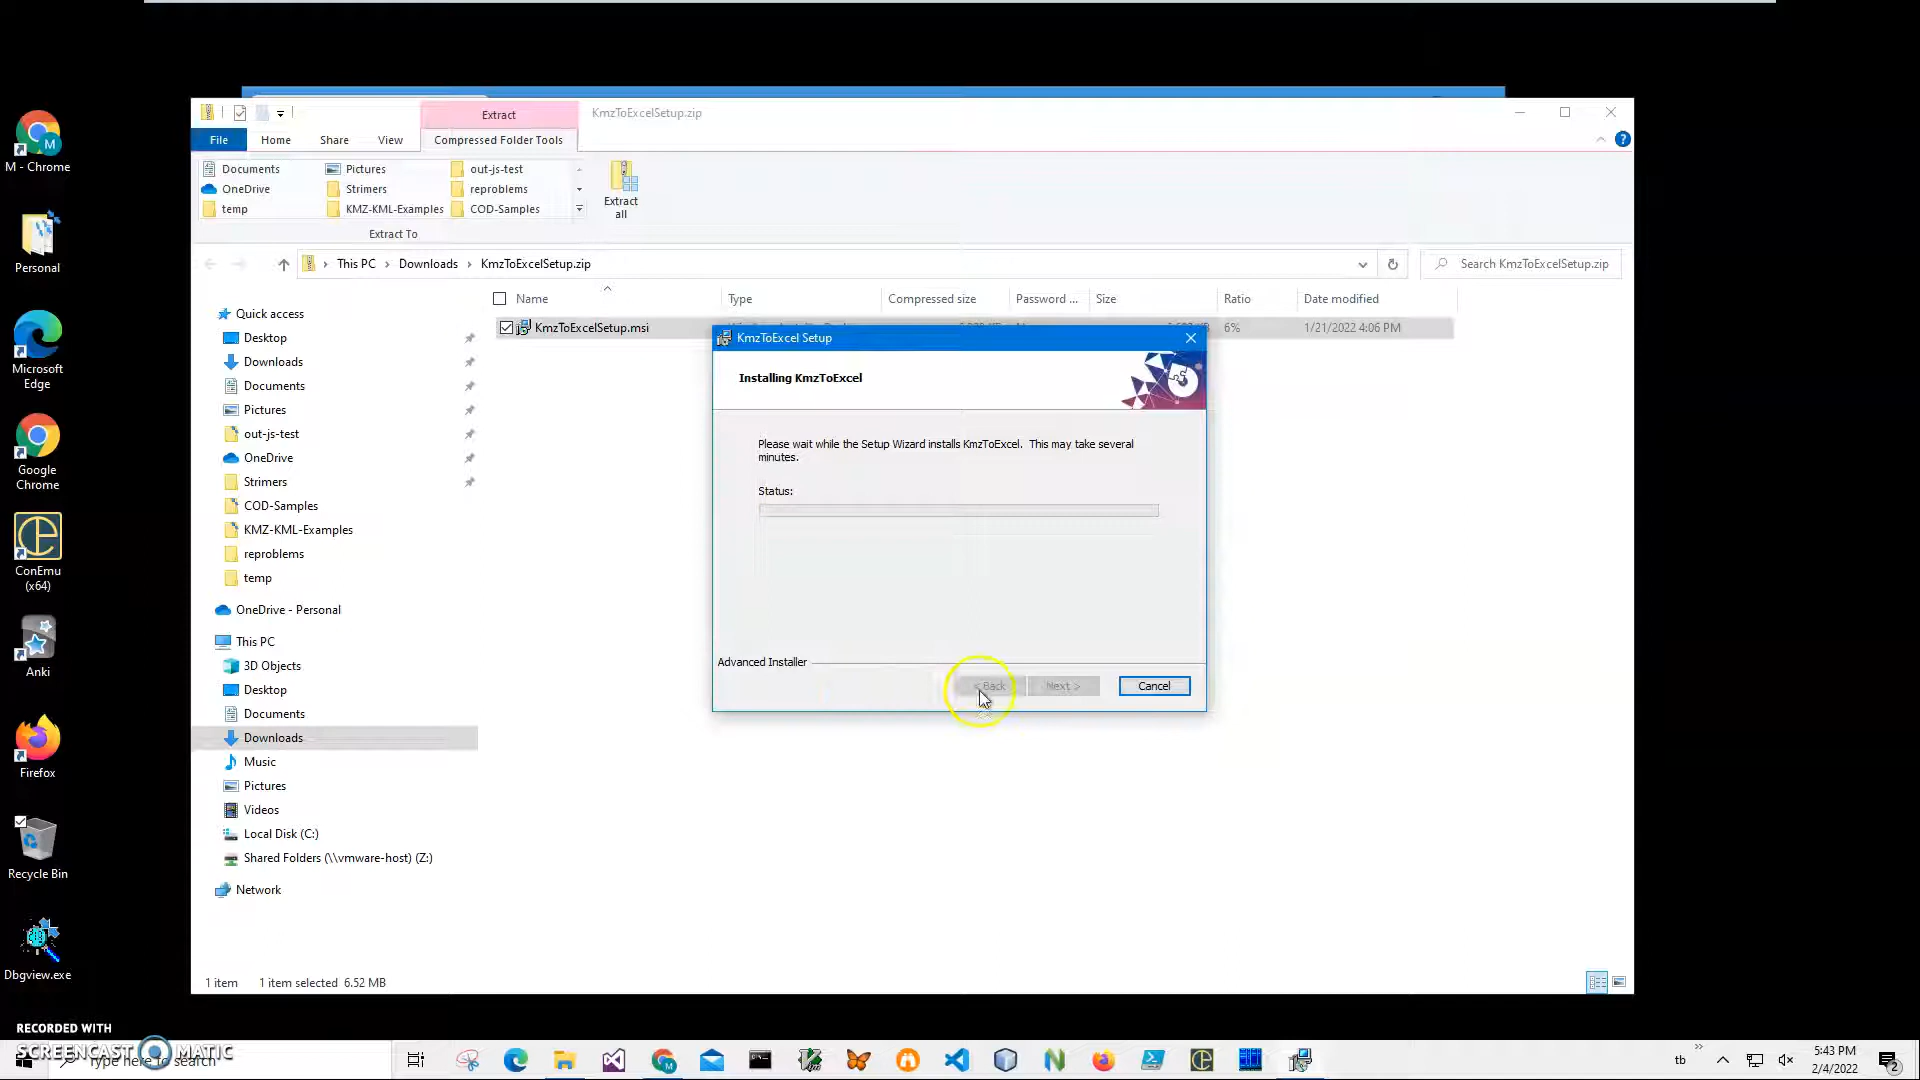 Extract
KmzToExcelSetup.zip
File
Home
Share
View
Compressed Folder Tools
Documents
Pictures
out-js-test
OneDrive
Strimers
reproblems
temp
KMZ-KML-Examples
COD-Samples
Extract
all
Extract To
This PC
Downloads
KmzToExcelSetup.zip
Search KmzToExcelSetup.zip
Name
Type
Compressed size
Password ...
Size
Ratio
Date modified
KmzToExcelSetup.msi
6%
1/21/2022 4:06 PM
Quick access
Desktop
Downloads
Documents
Pictures
out-js-test
OneDrive
Strimers
COD-Samples
KMZ-KML-Examples
reproblems
temp
OneDrive - Personal
This PC
3D Objects
Desktop
Documents
Downloads
Music
Pictures
Videos
Local Disk (C:)
Shared Folders (\\vmware-host) (Z:)
Network
1 item
1 item selected 6.52 MB
KmzToExcel Setup
Installing KmzToExcel
Please wait while the Setup Wizard installs KmzToExcel. This may take several
minutes.
Status:
Advanced Installer
< Back
Next >
Cancel
M - Chrome
Personal
Microsoft
Edge
Google
Chrome
ConEmu
(x64)
Anki
Firefox
Recycle Bin
Dbgview.exe
RECORDED WITH
SCREENCAST MATIC
Type here to search
tb
5:43 PM
2/4/2022
2